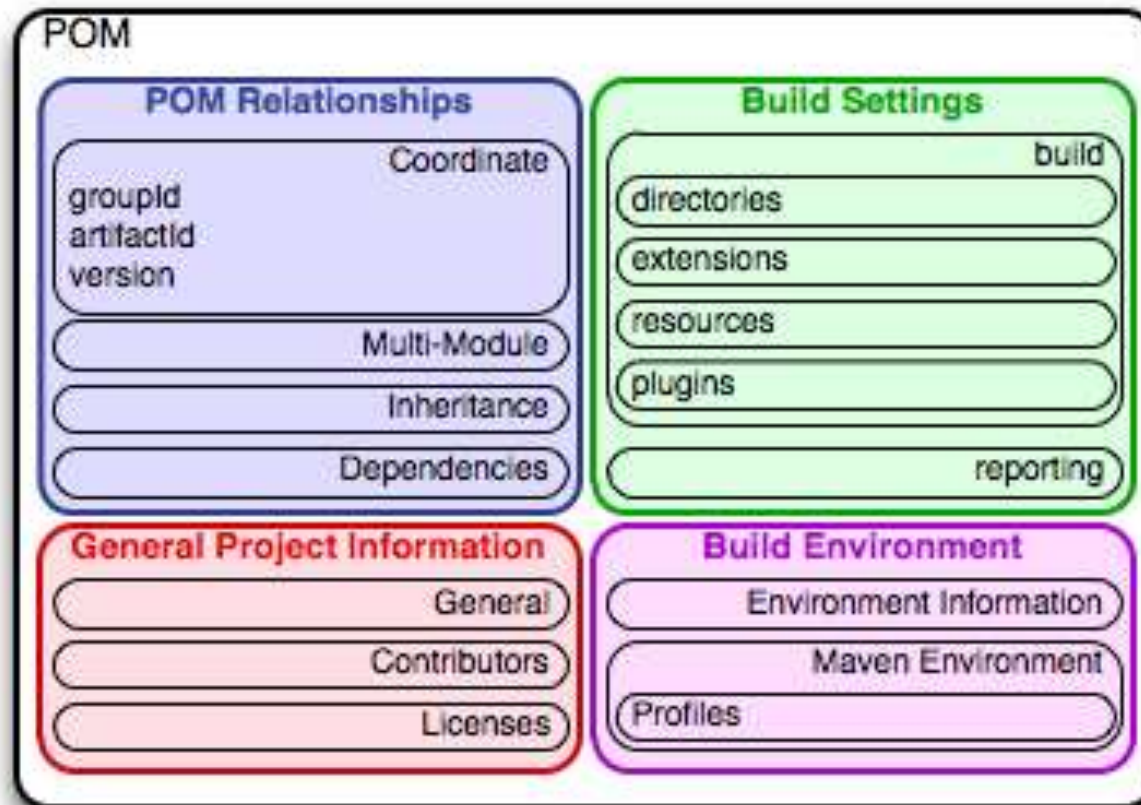 POM
POM Relationships
Coordinate
groupId
artifactId
version
Multi-Module
Inheritance
Dependencies
Build Settings
build
directories
extensions
resources
plugins
reporting
General Project Information
General
Contributors
Licenses
Build Environment
Environment Information
Maven Environment
Profiles